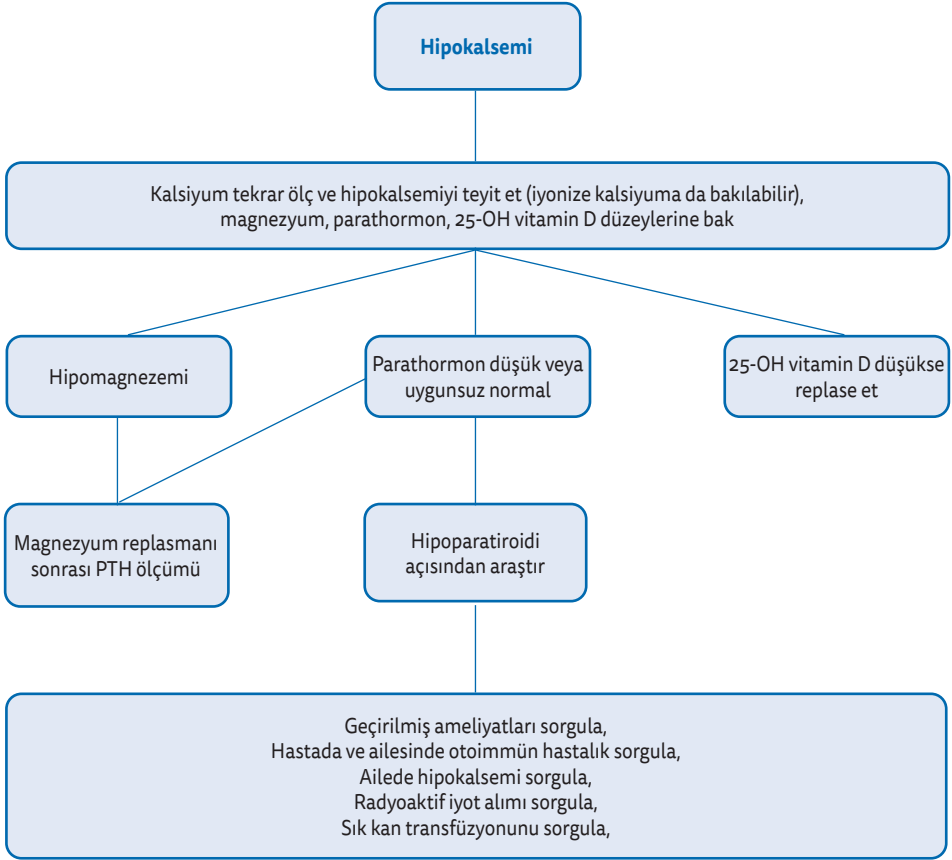 Hipokalsemi
Kalsiyum tekrar ölç ve hipokalsemiyi teyit et (iyonize kalsiyuma da bakılabilir),
magnezyum, parathormon, 25-OH vitamin D düzeylerine bak
Hipomagnezemi
Parathormon düşük veya
uygunsuz normal
25-OH vitamin D düşükse
replase et
Magnezyum replasmanı
sonrası PTH ölçümü
Hipoparatiroidi
açısından araştır
Geçirilmiş ameliyatları sorgula,
Hastada ve ailesinde otoimmün hastalık sorgula,
Ailede hipokalsemi sorgula,
Radyoaktif iyot alımı sorgula,
Sık kan transfüzyonunu sorgula,